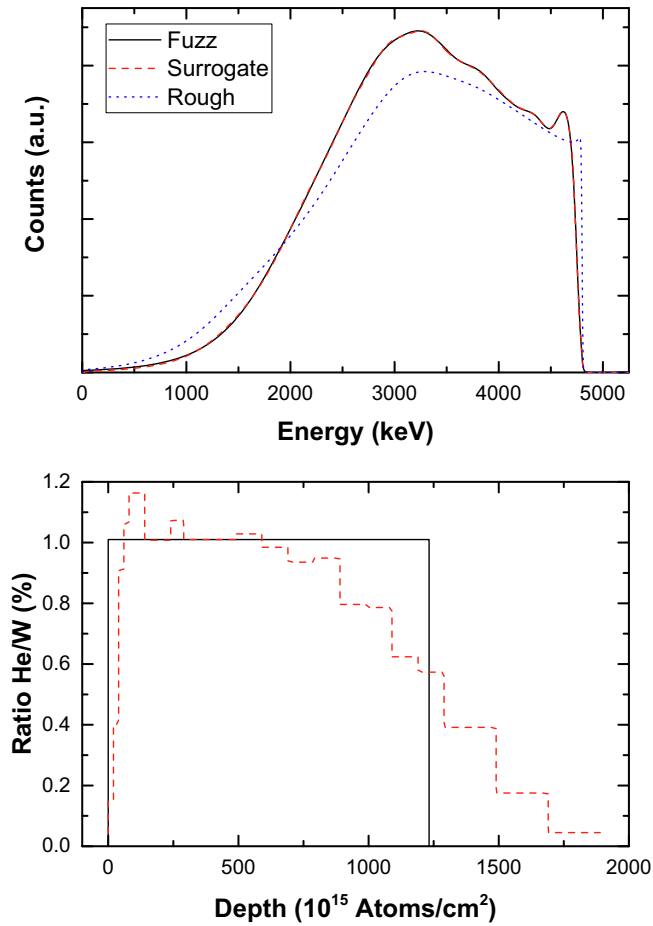 Fuzz
Surrogate
Rough
Counts (a.u.)
0 1000 2000 3000 4000 5000
Energy (keV)
1.2
1.0
0.8
0.6
0.4
0.2
0.0
Ratio He/W (%)
0 500 1000 1500 2000
Depth (10¹⁵ Atoms/cm²)